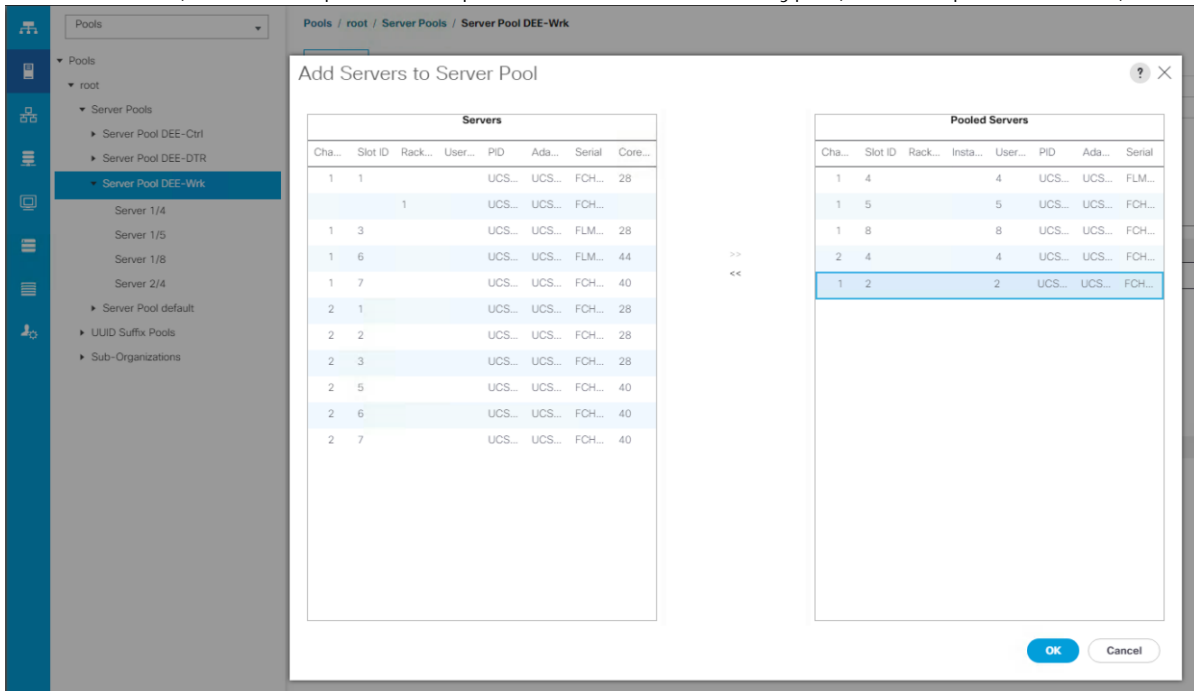 Pools
Pools / root / Server Pools / Server Pool DEE-Wrk
Pools
root
Server Pools
Server Pool DEE-Ctrl
Server Pool DEE-DTR
Server Pool DEE-Wrk
Server 1/4
Server 1/5
Server 1/8
Server 2/4
Server Pool default
UUID Suffix Pools
Sub-Organizations
Add Servers to Server Pool
?
Servers
Cha... Slot ID Rack... User... PID Ada... Serial Core...
1 1 UCS... UCS... FCH... 28
1 UCS... UCS... FCH...
1 3 UCS... UCS... FLM... 28
1 6 UCS... UCS... FLM... 44
1 7 UCS... UCS... FCH... 40
2 1 UCS... UCS... FCH... 28
2 2 UCS... UCS... FCH... 28
2 3 UCS... UCS... FCH... 28
2 5 UCS... UCS... FCH... 40
2 6 UCS... UCS... FCH... 40
2 7 UCS... UCS... FCH... 40
>>
<<
Pooled Servers
Cha... Slot ID Rack... Insta... User... PID Ada... Serial
1 4 4 UCS... UCS... FLM...
1 5 5 UCS... UCS... FCH...
1 8 8 UCS... UCS... FCH...
2 4 4 UCS... UCS... FCH...
1 2 2 UCS... UCS... FCH...
OK
Cancel